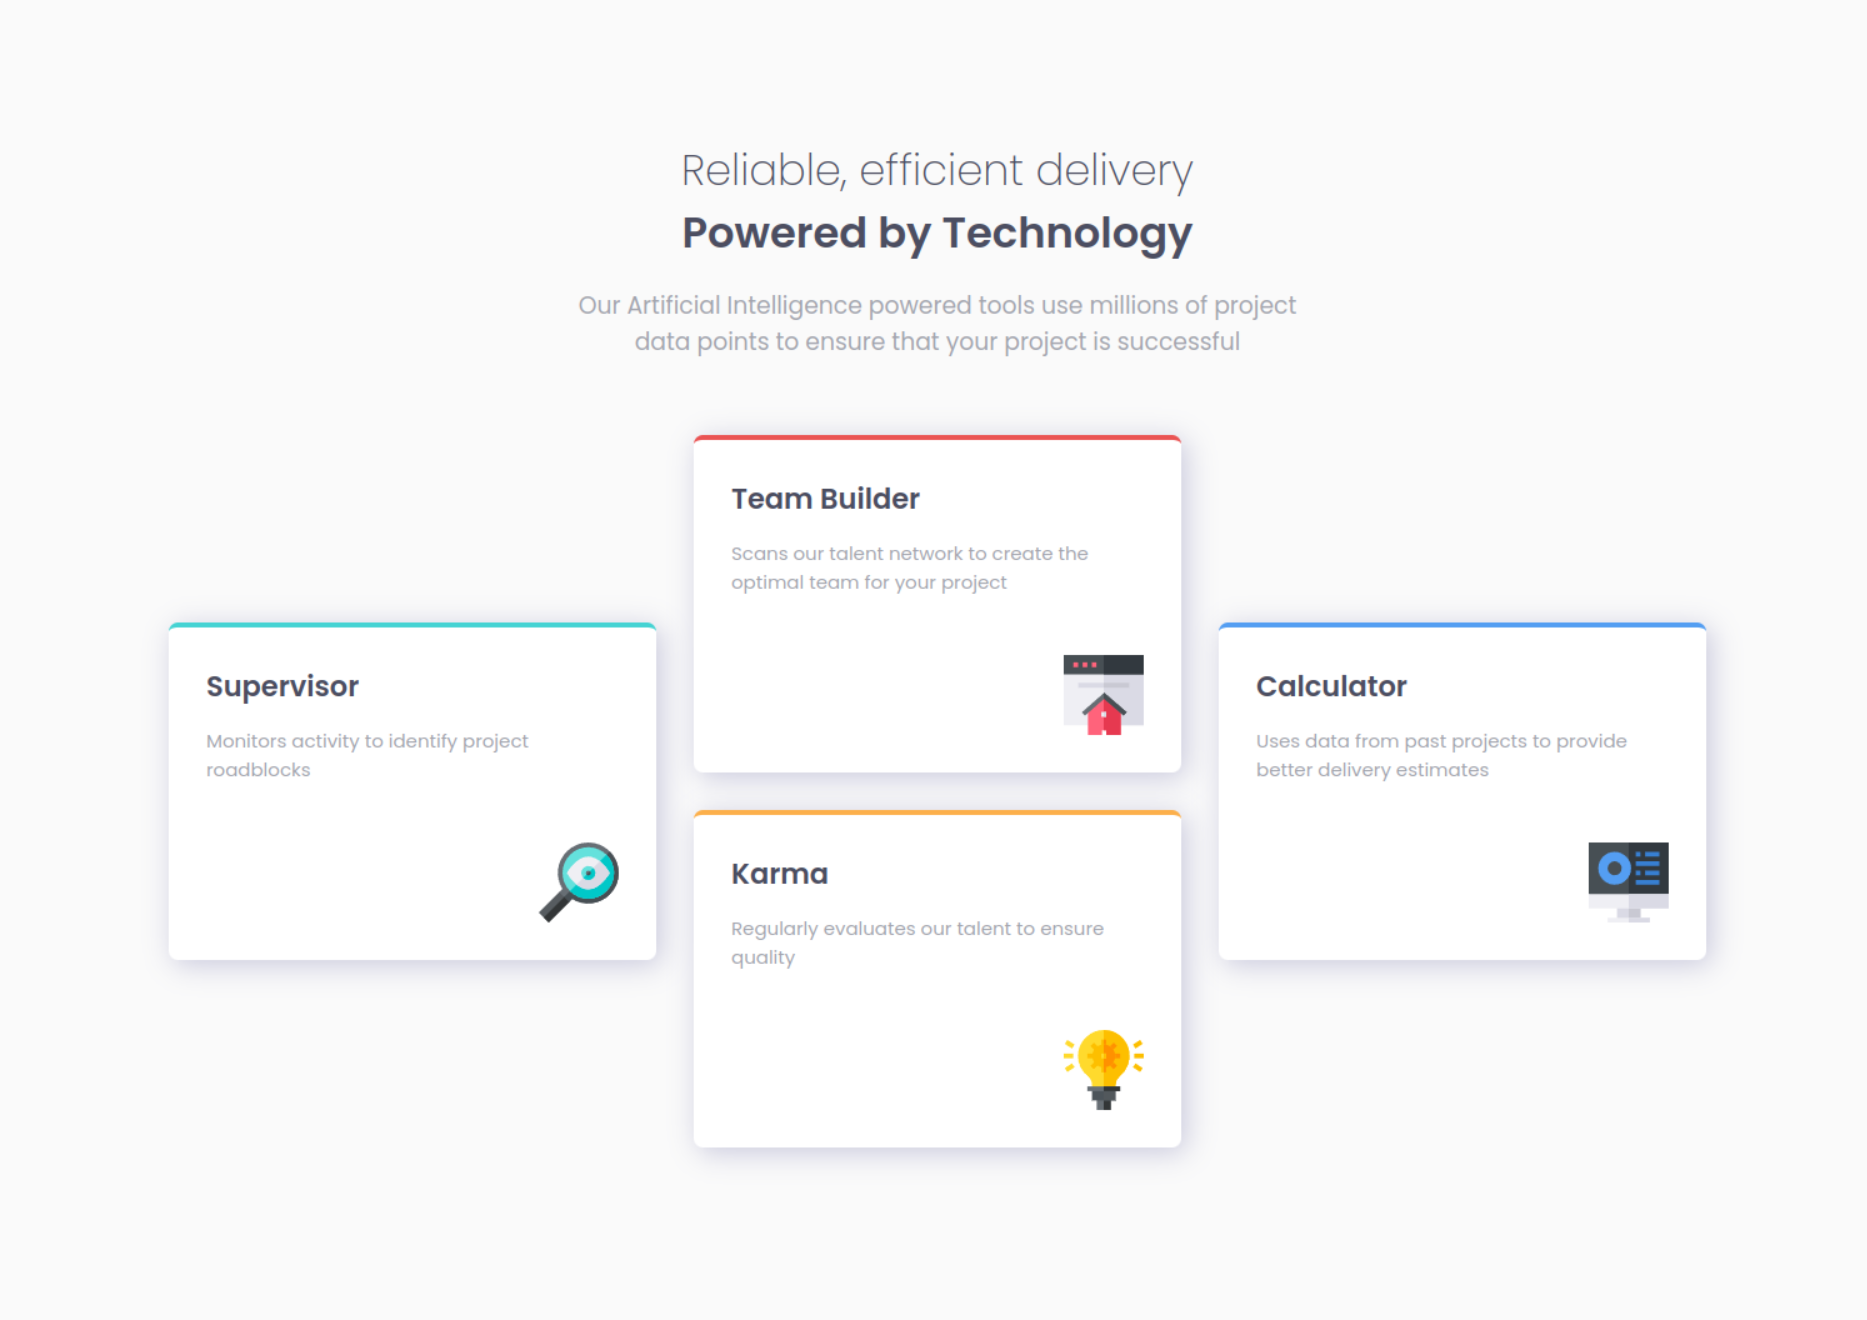 Reliable, efficient delivery
Powered by Technology
Our Artificial Intelligence powered tools use millions of project
data points to ensure that your project is successful
Supervisor
Monitors activity to identify project
roadblocks
Team Builder
Scans our talent network to create the
optimal team for your project
Karma
Regularly evaluates our talent to ensure
quality
Calculator
Uses data from past projects to provide
better delivery estimates